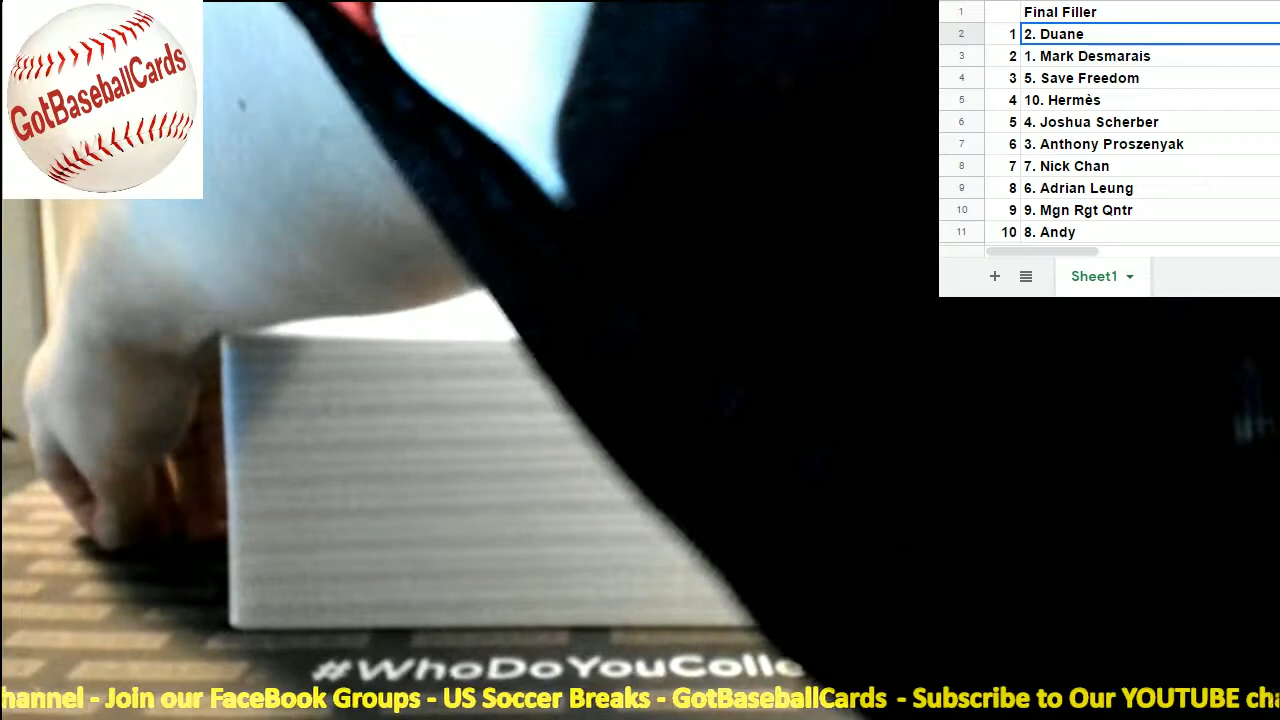 GotBaseballCards
1 Final Filler
2 1 2. Duane
3 2 1. Mark Desmarais
4 3 5. Save Freedom
5 4 10. Hermès
6 5 4. Joshua Scherber
7 6 3. Anthony Proszenyak
8 7 7. Nick Chan
9 8 6. Adrian Leung
10 9 9. Mgn Rgt Qntr
11 10 8. Andy
Sheet1
#WhoDoYouColle
hannel - Join our FaceBook Groups - US Soccer Breaks - GotBaseballCards - Subscribe to Our YOUTUBE cha